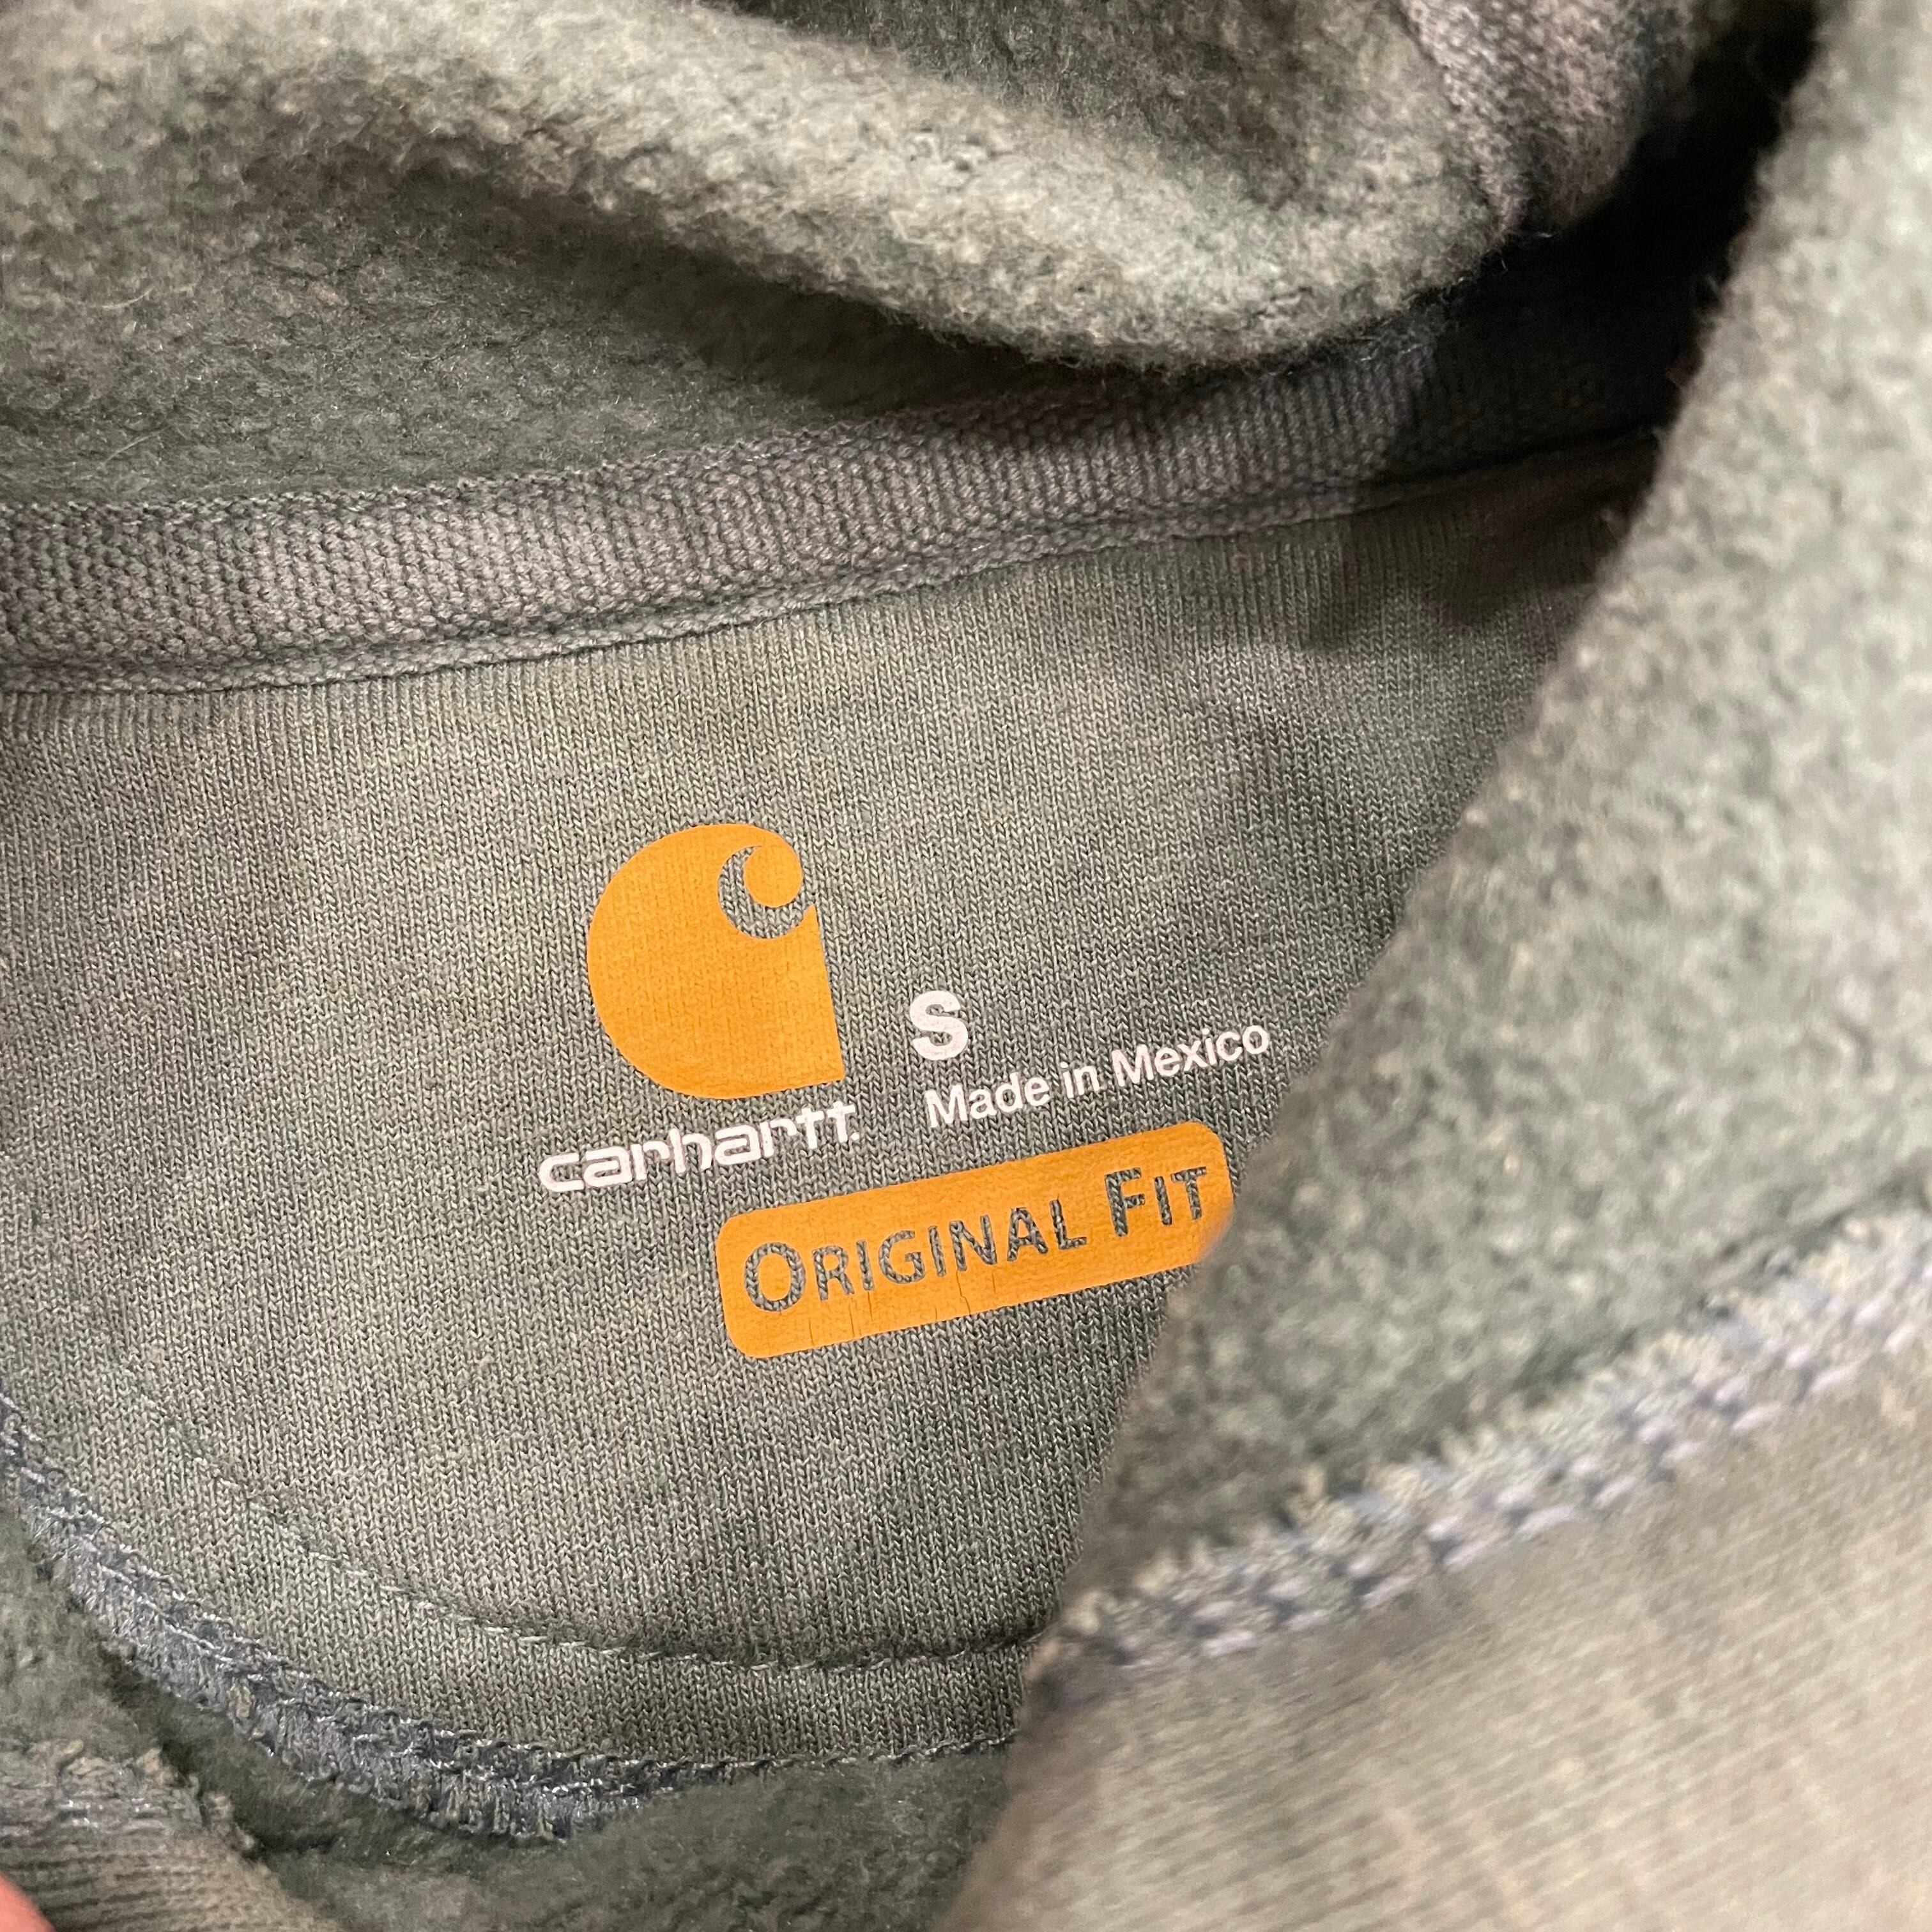 carhartt.
S
Made in Mexico
ORIGINAL FIT